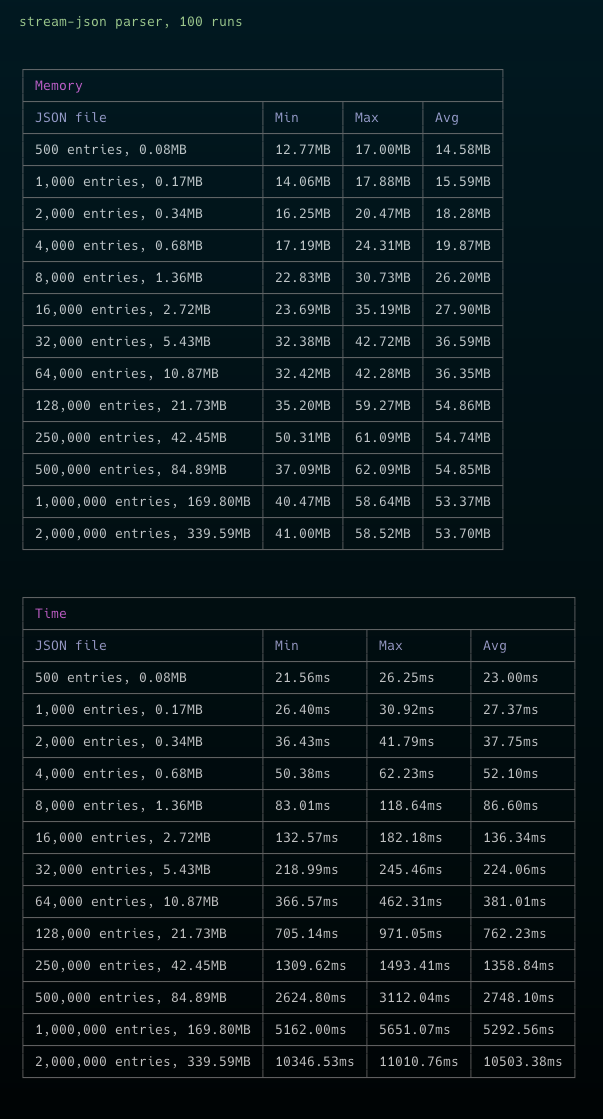 stream-json parser, 100 runs
Memory
JSON file Min Max Avg
500 entries, 0.08MB 12.77MB 17.00MB 14.58MB
1,000 entries, 0.17MB 14.06MB 17.88MB 15.59MB
2,000 entries, 0.34MB 16.25MB 20.47MB 18.28MB
4,000 entries, 0.68MB 17.19MB 24.31MB 19.87MB
8,000 entries, 1.36MB 22.83MB 30.73MB 26.20MB
16,000 entries, 2.72MB 23.69MB 35.19MB 27.90MB
32,000 entries, 5.43MB 32.38MB 42.72MB 36.59MB
64,000 entries, 10.87MB 32.42MB 42.28MB 36.35MB
128,000 entries, 21.73MB 35.20MB 59.27MB 54.86MB
250,000 entries, 42.45MB 50.31MB 61.09MB 54.74MB
500,000 entries, 84.89MB 37.09MB 62.09MB 54.85MB
1,000,000 entries, 169.80MB 40.47MB 58.64MB 53.37MB
2,000,000 entries, 339.59MB 41.00MB 58.52MB 53.70MB
Time
JSON file Min Max Avg
500 entries, 0.08MB 21.56ms 26.25ms 23.00ms
1,000 entries, 0.17MB 26.40ms 30.92ms 27.37ms
2,000 entries, 0.34MB 36.43ms 41.79ms 37.75ms
4,000 entries, 0.68MB 50.38ms 62.23ms 52.10ms
8,000 entries, 1.36MB 83.01ms 118.64ms 86.60ms
16,000 entries, 2.72MB 132.57ms 182.18ms 136.34ms
32,000 entries, 5.43MB 218.99ms 245.46ms 224.06ms
64,000 entries, 10.87MB 366.57ms 462.31ms 381.01ms
128,000 entries, 21.73MB 705.14ms 971.05ms 762.23ms
250,000 entries, 42.45MB 1309.62ms 1493.41ms 1358.84ms
500,000 entries, 84.89MB 2624.80ms 3112.04ms 2748.10ms
1,000,000 entries, 169.80MB 5162.00ms 5651.07ms 5292.56ms
2,000,000 entries, 339.59MB 10346.53ms 11010.76ms 10503.38ms